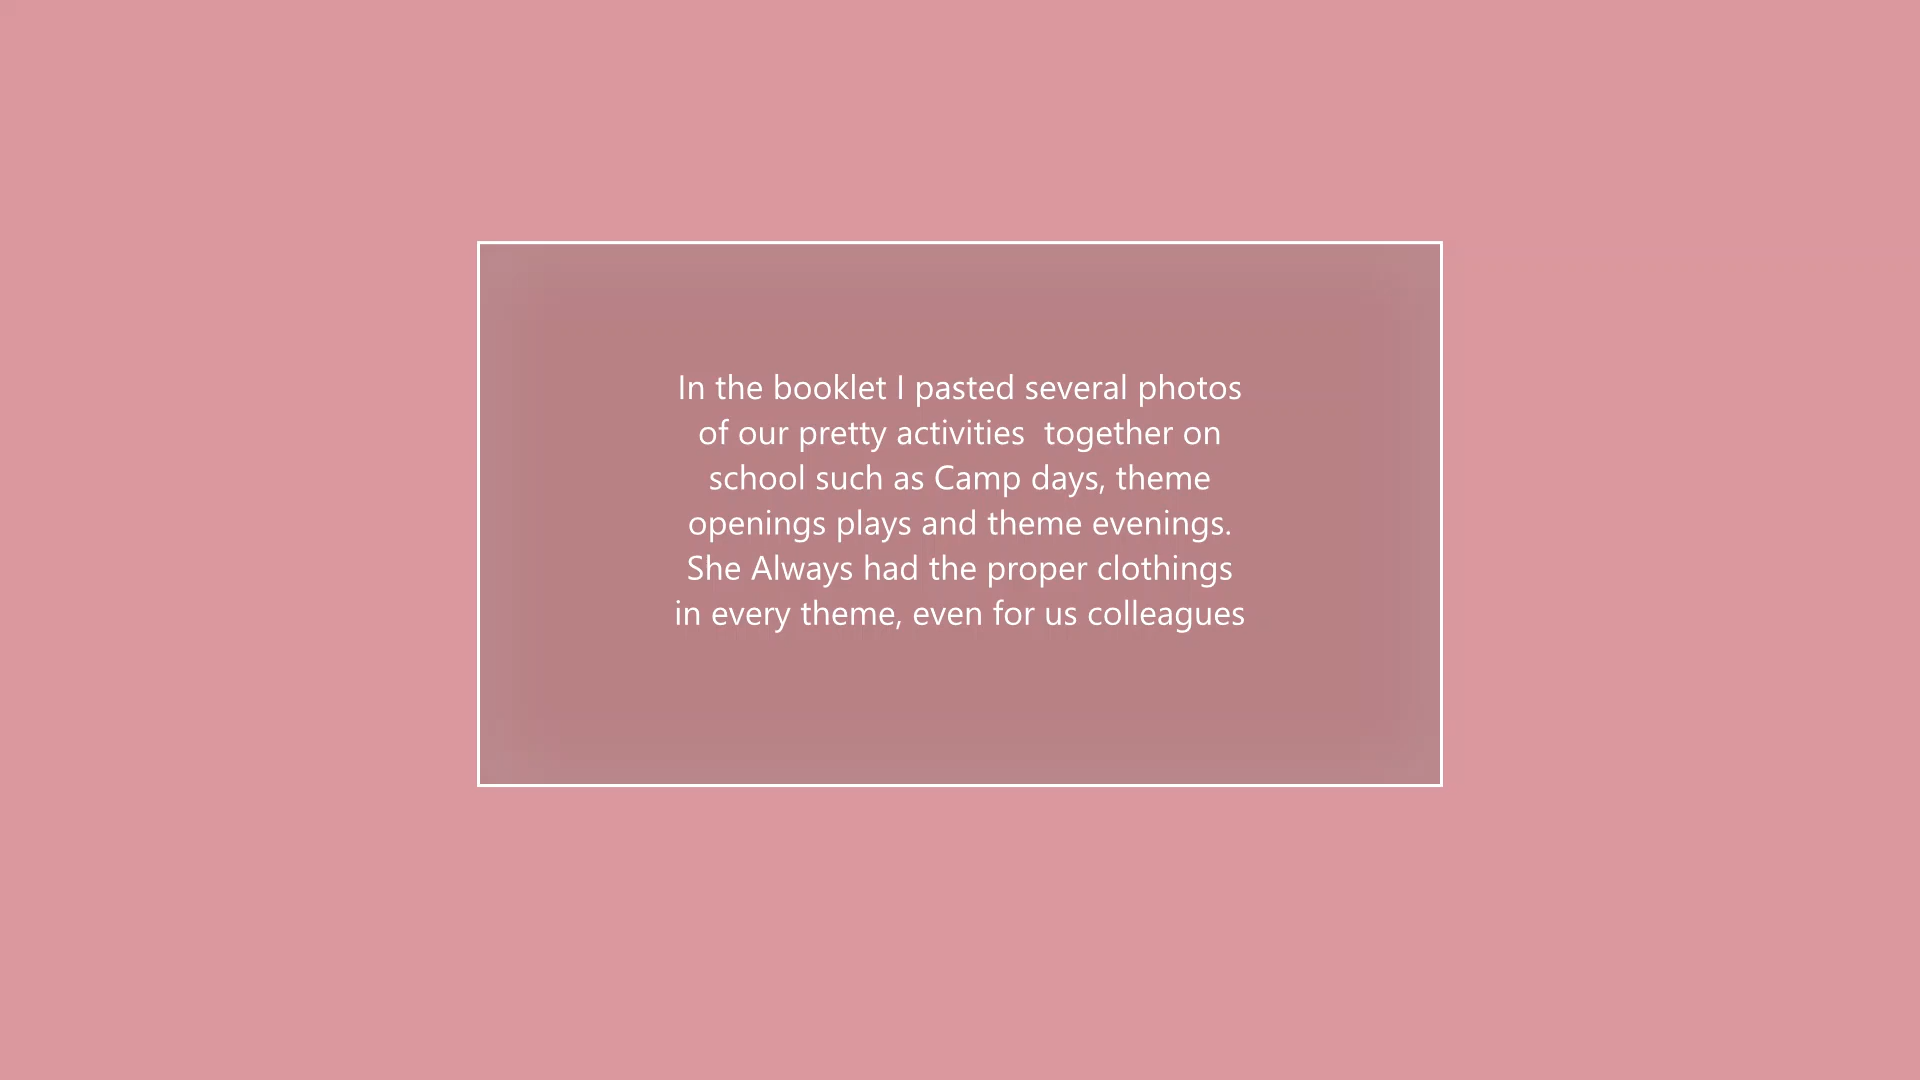 In the booklet I pasted several photos
of our pretty activities  together on
school such as Camp days, theme
openings plays and theme evenings.
She Always had the proper clothings
in every theme, even for us colleagues